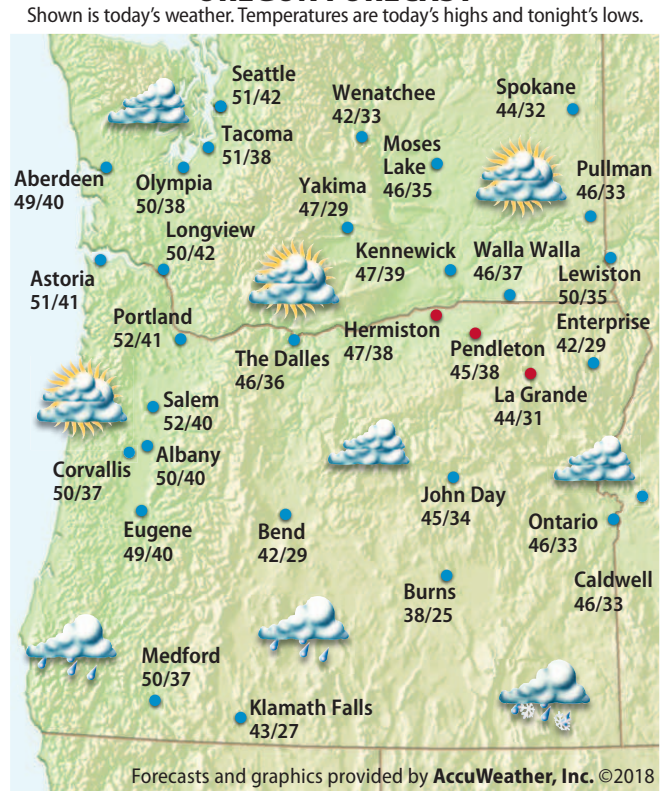 Shown is today's weather. Temperatures are today's highs and tonight's lows.
Seattle
51/42
Wenatchee
42/33
Spokane
44/32
Tacoma
51/38
Moses
Lake
46/35
Pullman
46/33
Aberdeen
49/40
Olympia
50/38
Yakima
47/29
Longview
50/42
Kennewick
47/39
Walla Walla
46/37
Lewiston
50/35
Astoria
51/41
Portland
52/41
The Dalles
46/36
Hermiston
47/38
Pendleton
45/38
Enterprise
42/29
La Grande
44/31
Salem
52/40
Albany
50/40
Corvallis
50/37
Eugene
49/40
Bend
42/29
John Day
45/34
Ontario
46/33
Burns
38/25
Caldwell
46/33
Medford
50/37
Klamath Falls
43/27
Forecasts and graphics provided by AccuWeather, Inc. ©2018